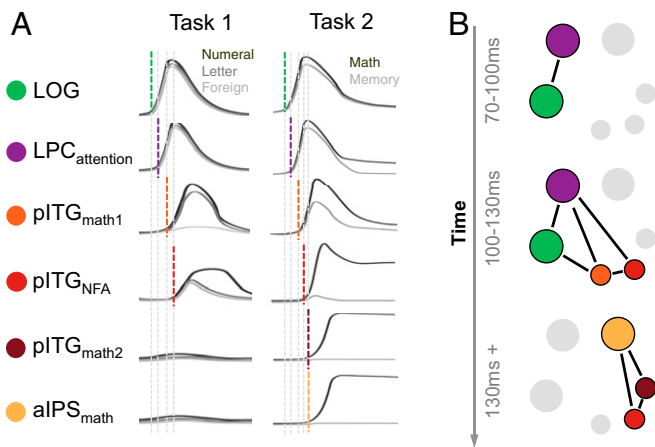 A
Task 1
Task 2
B
Numeral
Letter
Foreign
Math
Memory
LOG
LPCattention
pITGmath1
pITGNFA
pITGmath2
aIPSmath
Time
70-100ms
100-130ms
130ms +